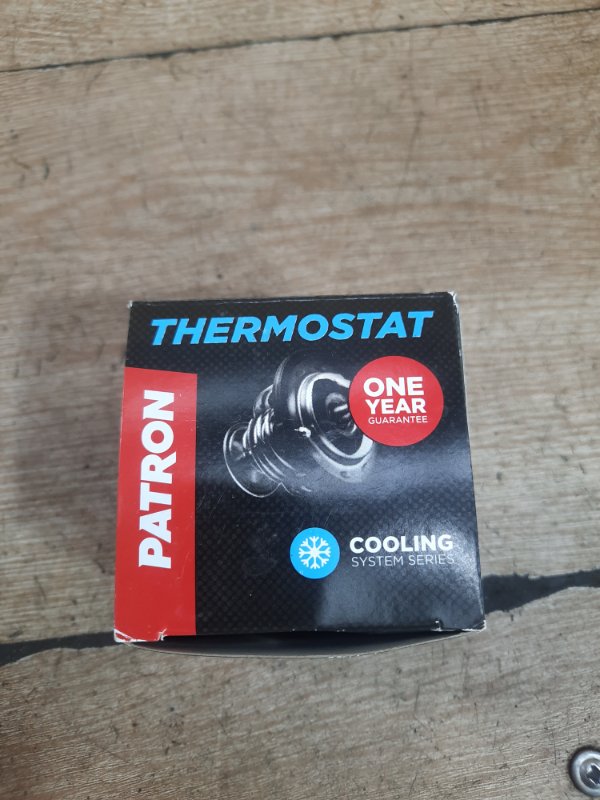 THERMOSTAT
PATRON
ONE
YEAR
GUARANTEE
COOLING
SYSTEM SERIES